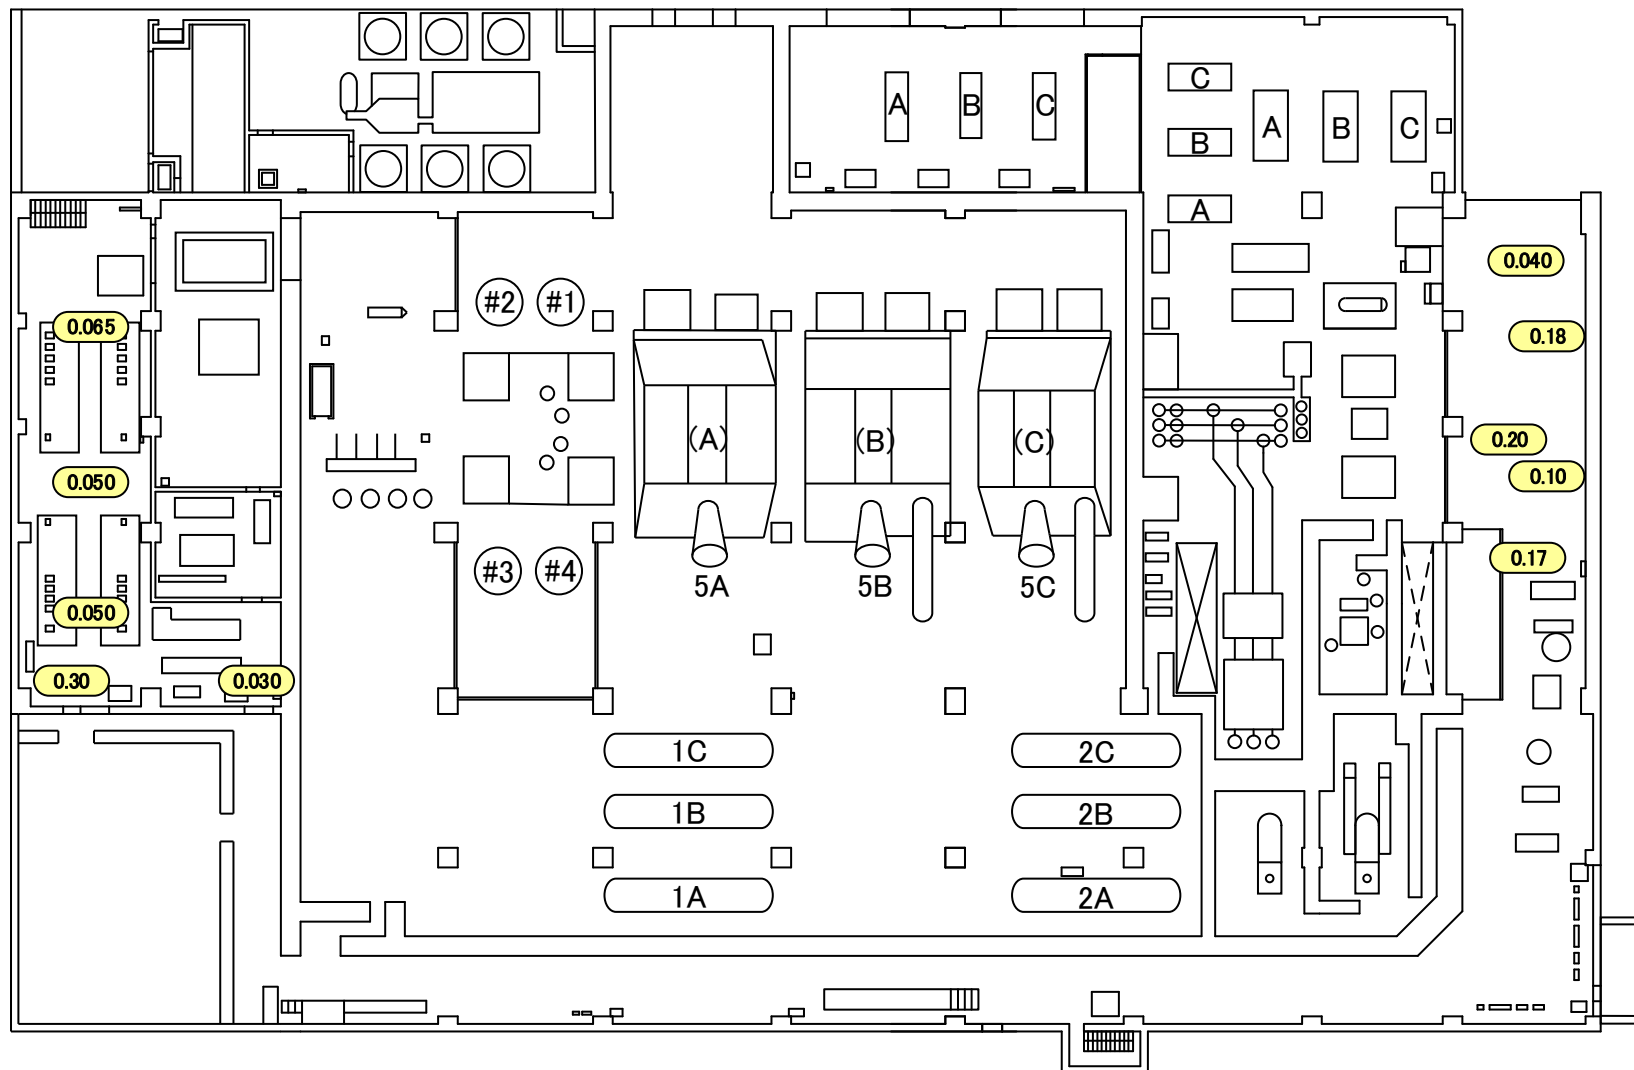 C
A B C
A B C
B
A
0.040
#2 #1
0.065
0.18
(A) (B) (C)
0.20
0.10
0.050
0.17
#3 #4
5A 5B 5C
0.050
0.30
0.030
1C 2C
1B 2B
1A 2A